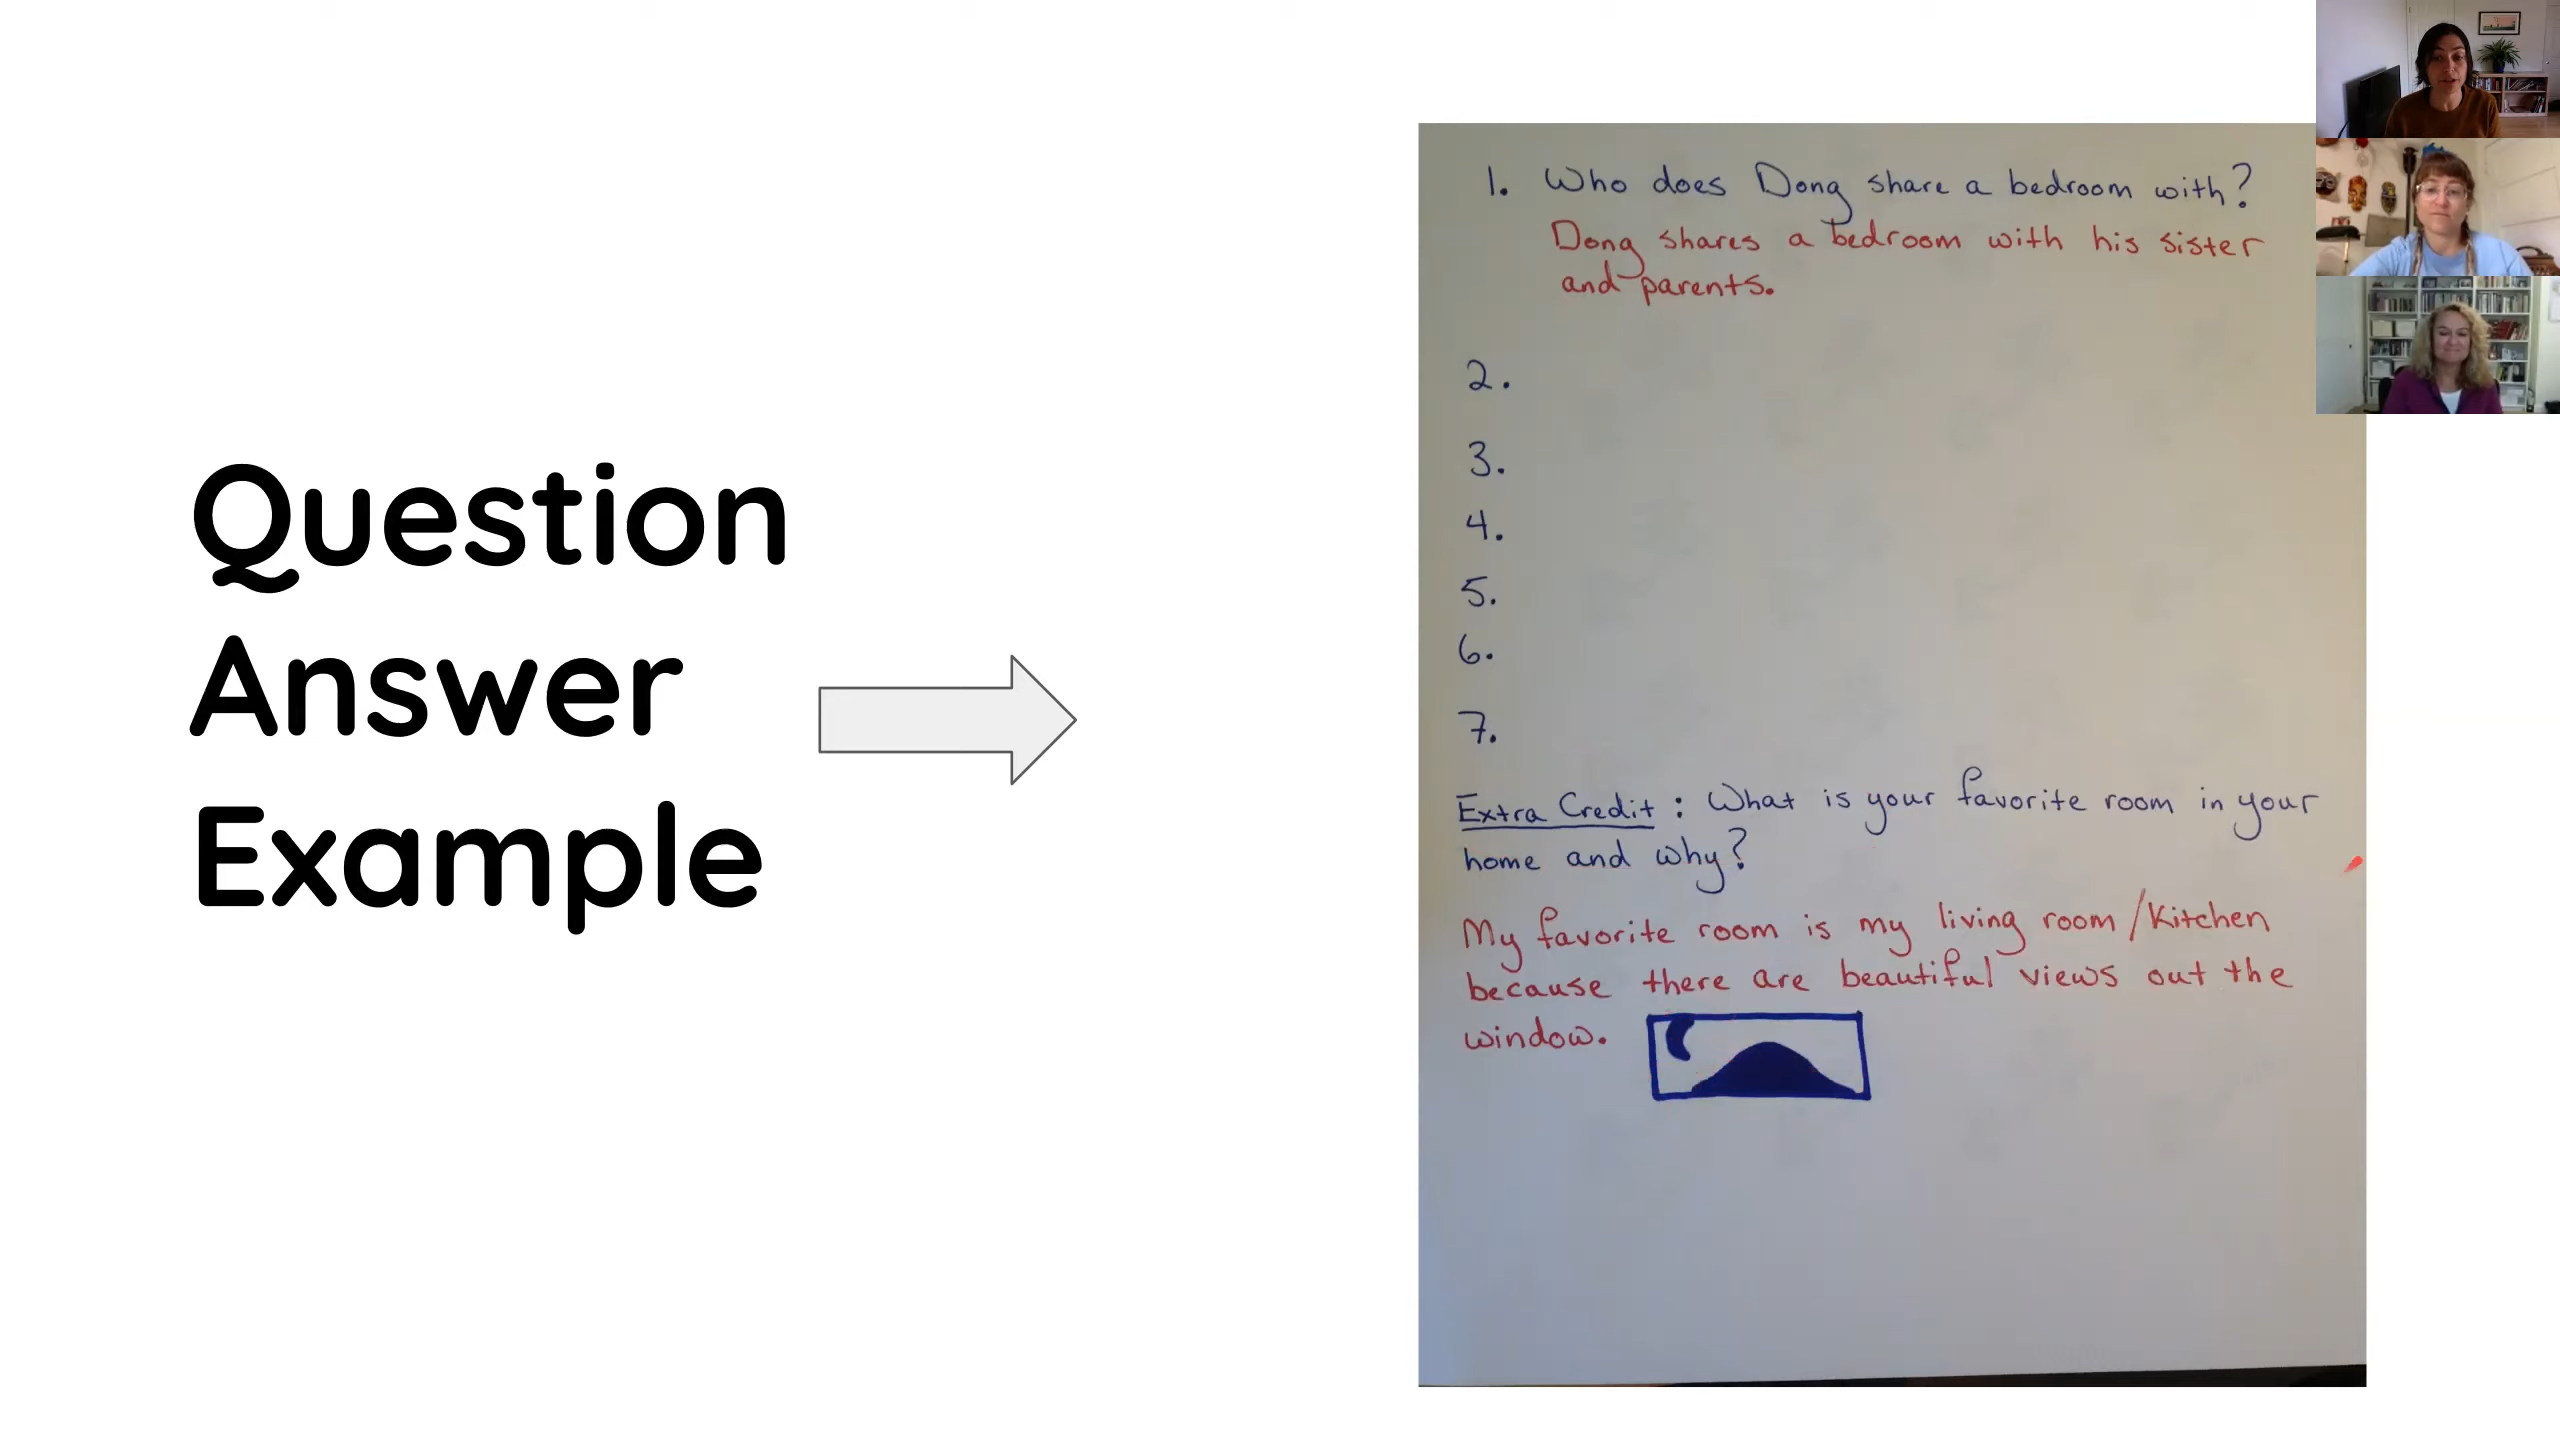 Question
Answer
Example
1. Who does Dong share a bedroom with?
Dong shares a bedroom with his sister
and parents.
2.
3.
4.
5.
6.
7.
Extra Credit : What is your favorite room in your
home and why?
My favorite room is my living room/Kitchen
because there are beautiful views out the
window.